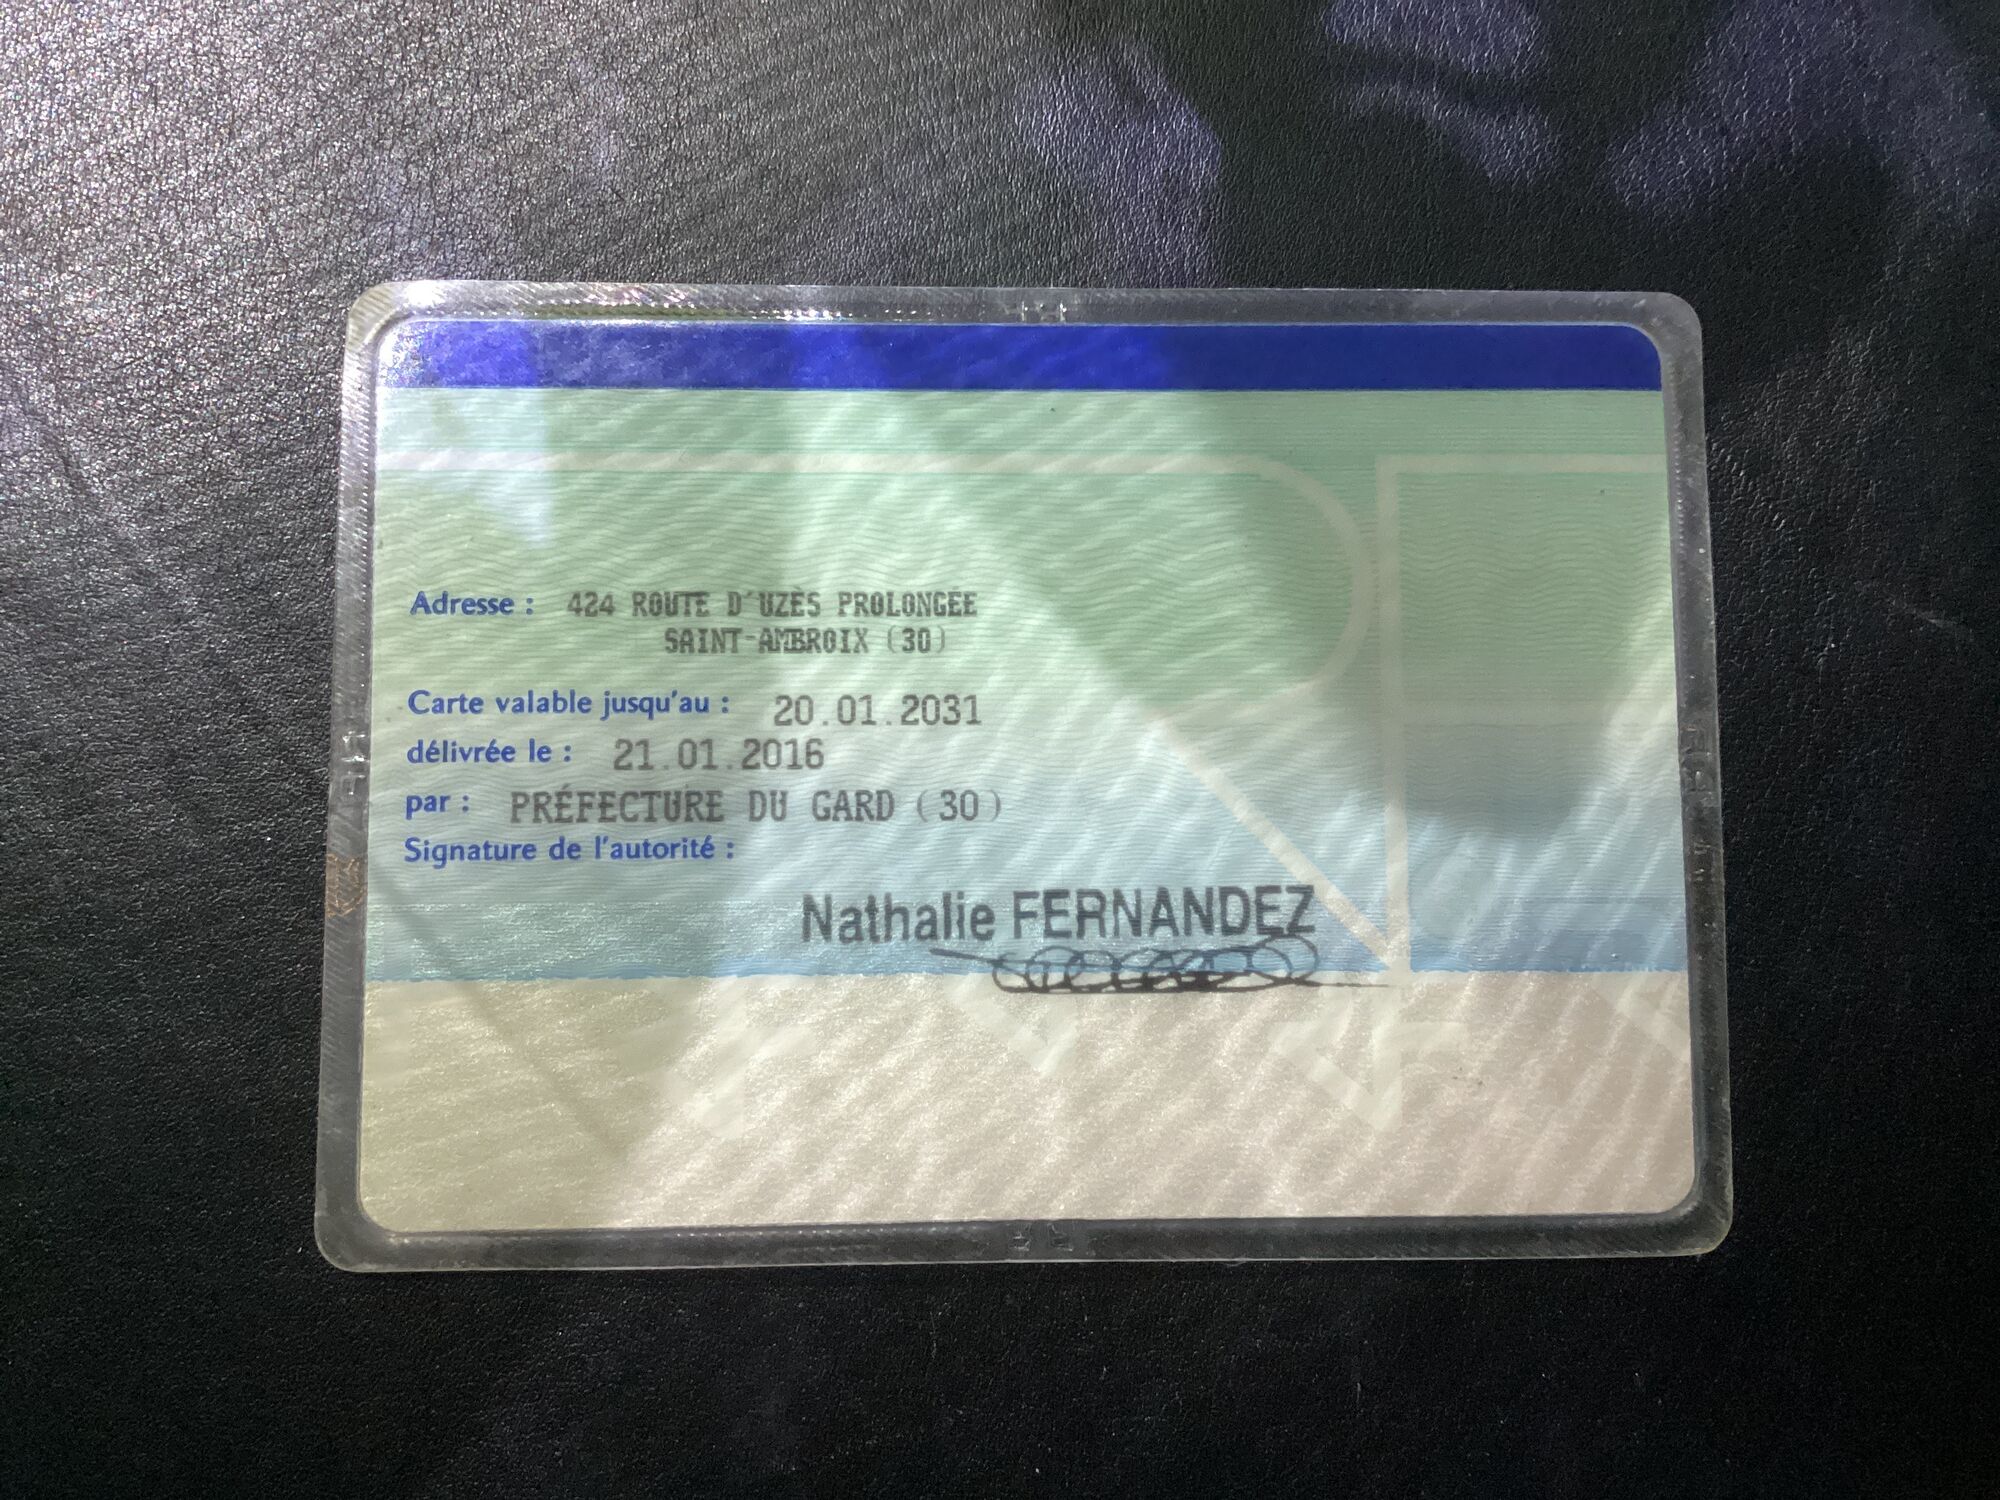 Adresse : 424 ROUTE D'UZÈS PROLONGÉE
SAINT-AMBROIX (30)
Carte valable jusqu'au : 20.01.2031
délivrée le : 21.01.2016
par : PRÉFECTURE DU GARD (30)
Signature de l'autorité :
Nathalie FERNANDEZ